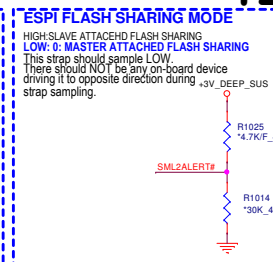 ESPI FLASH SHARING MODE
HIGH:SLAVE ATTACEHD FLASH SHARING
LOW: 0: MASTER ATTACHED FLASH SHARING
This strap should sample LOW.
There should NOT be any on-board device
driving it to opposite direction during
strap sampling.
+3V_DEEP_SUS
R1025
*4.7K/F_
SML2ALERT#
R1014
*30K_4